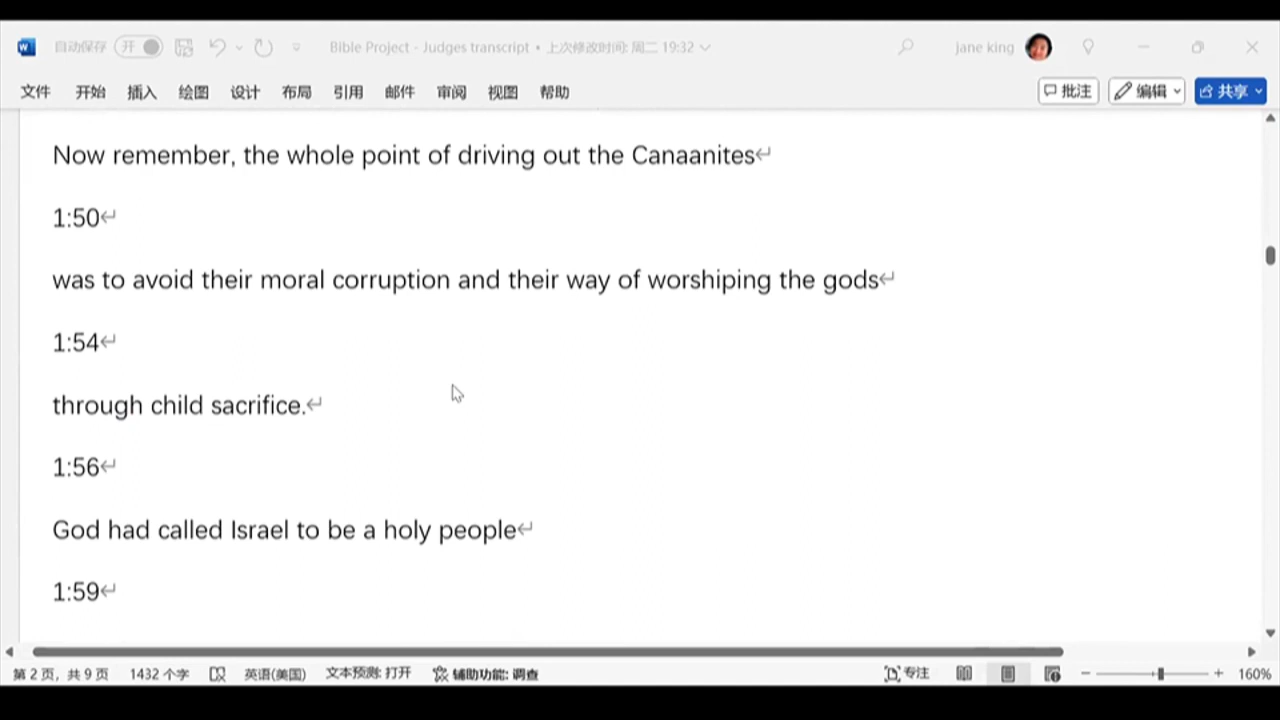 自动保存 开 Bible Project - Judges transcript • 上次修改时间: 周二 19:32 jane king
文件 开始 插入 绘图 设计 布局 引用 邮件 审阅 视图 帮助 批注 编辑 共享
Now remember, the whole point of driving out the Canaanites↵
1:50↵
was to avoid their moral corruption and their way of worshiping the gods↵
1:54↵
through child sacrifice.↵
1:56↵
God had called Israel to be a holy people↵
1:59↵
第 2 页, 共 9 页 1432 个字 英语(美国) 文本预测: 打开 辅助功能: 调查 专注 160%